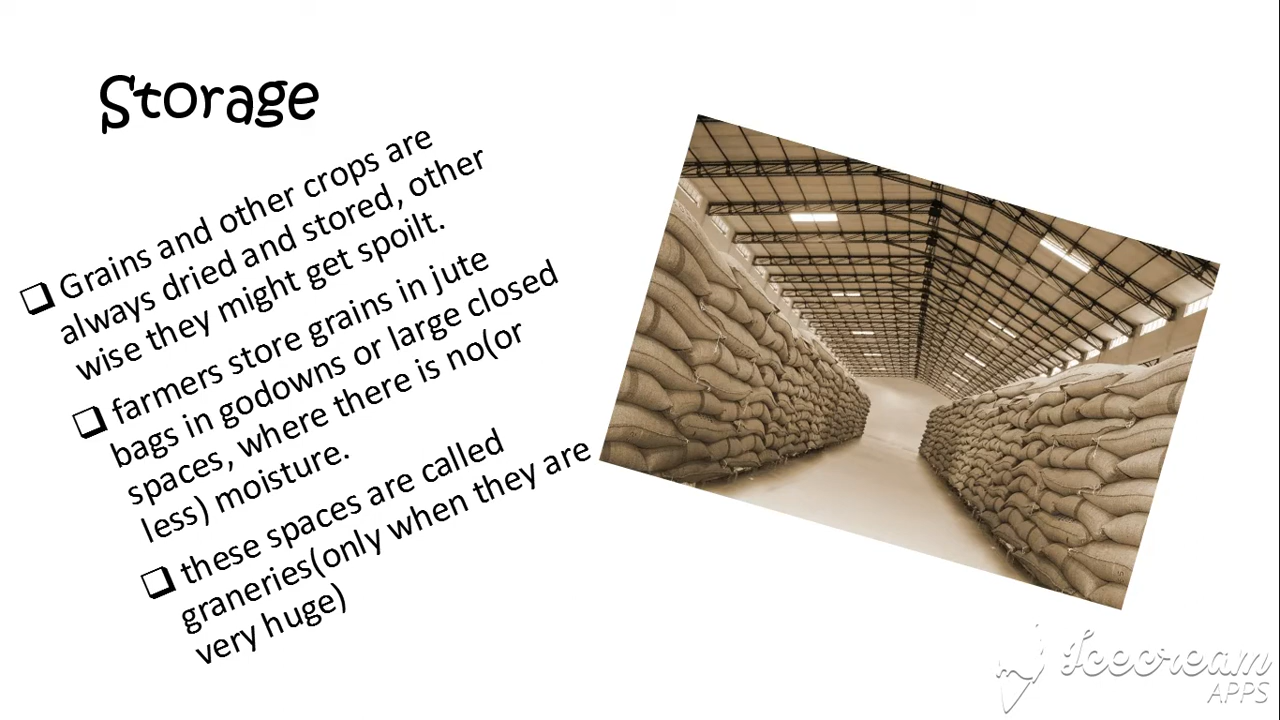 Storage
❑ Grains and other crops are
always dried and stored, other
wise they might get spoilt.
❑ farmers store grains in jute
bags in godowns or large closed
spaces, where there is no(or
less) moisture.
❑ these spaces are called
graneries(only when they are
very huge)
Icecream
APPS